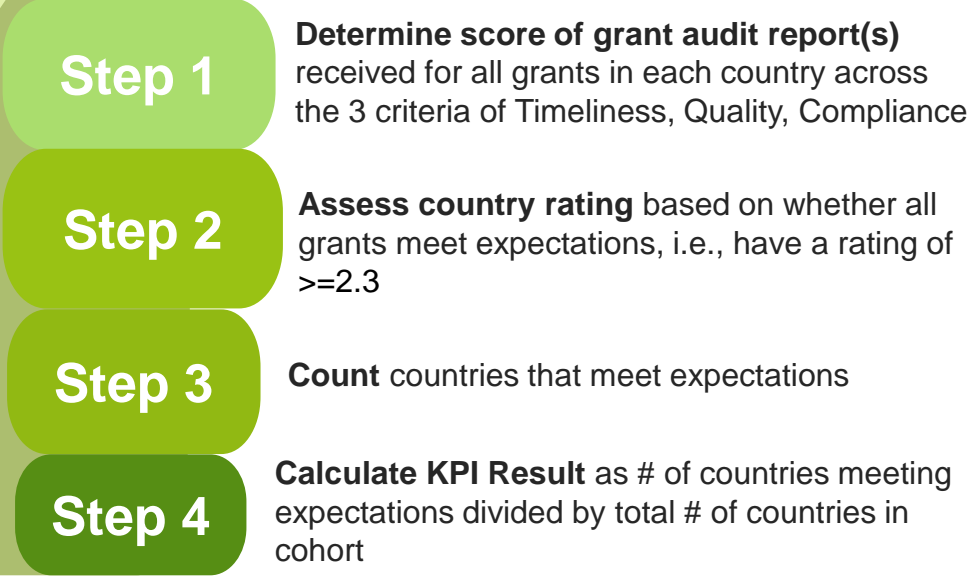 Step 1
Determine score of grant audit report(s)
received for all grants in each country across
the 3 criteria of Timeliness, Quality, Compliance
Step 2
Assess country rating based on whether all
grants meet expectations, i.e., have a rating of
>=2.3
Step 3
Count countries that meet expectations
Step 4
Calculate KPI Result as # of countries meeting
expectations divided by total # of countries in
cohort